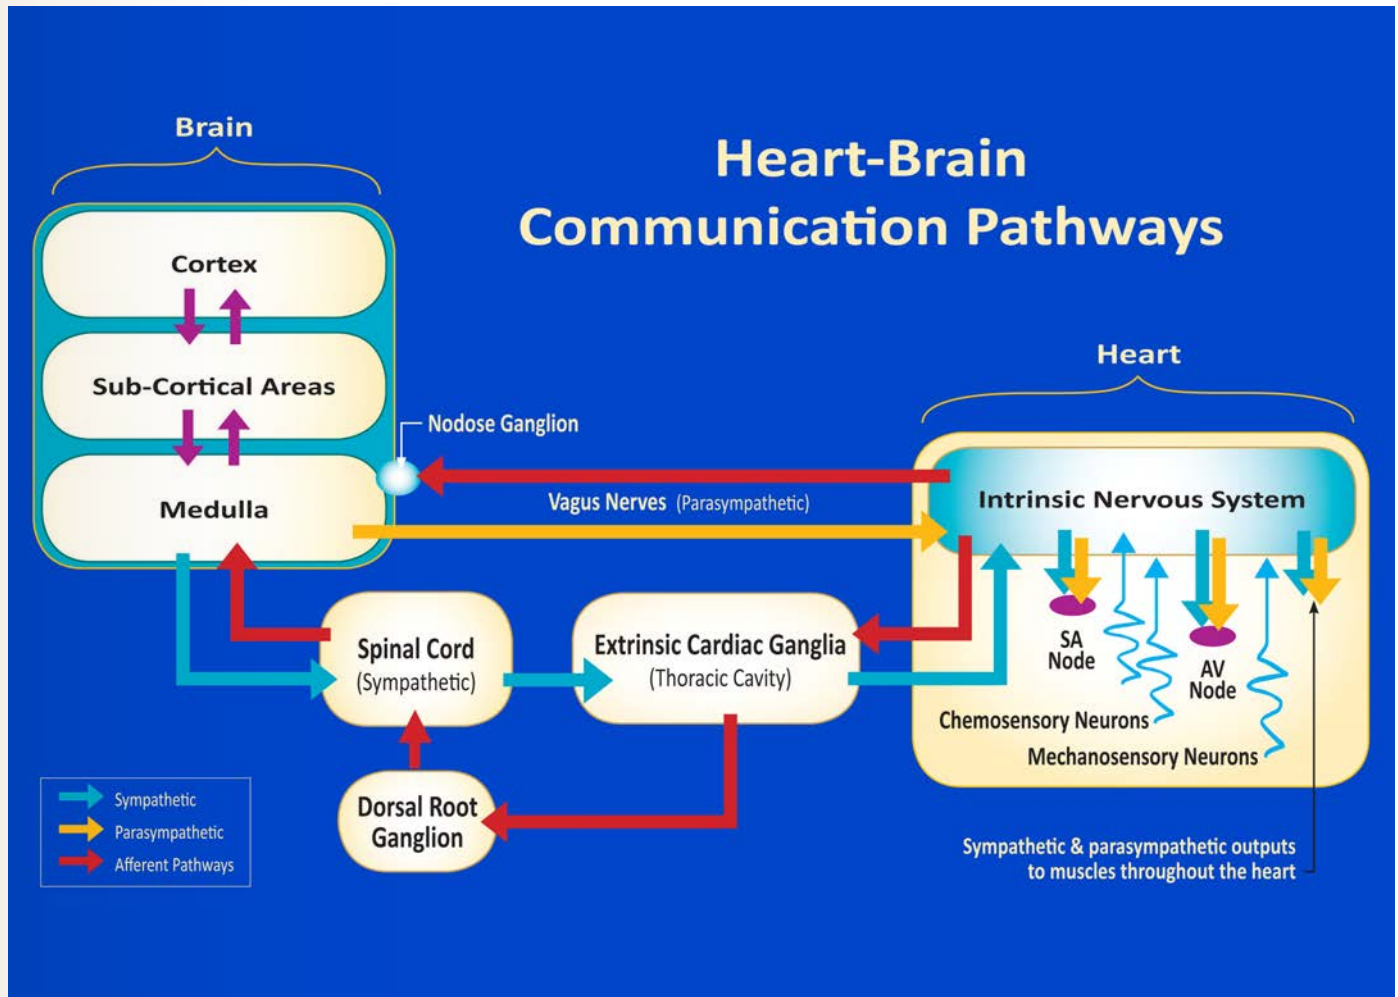 Brain
Heart-Brain
Communication Pathways
Cortex
Sub-Cortical Areas
Medulla
Nodose Ganglion
Vagus Nerves (Parasympathetic)
Heart
Intrinsic Nervous System
SA
Node
AV
Node
Chemosensory Neurons
Mechanosensory Neurons
Spinal Cord
(Sympathetic)
Extrinsic Cardiac Ganglia
(Thoracic Cavity)
Dorsal Root
Ganglion
Sympathetic
Parasympathetic
Afferent Pathways
Sympathetic & parasympathetic outputs
to muscles throughout the heart